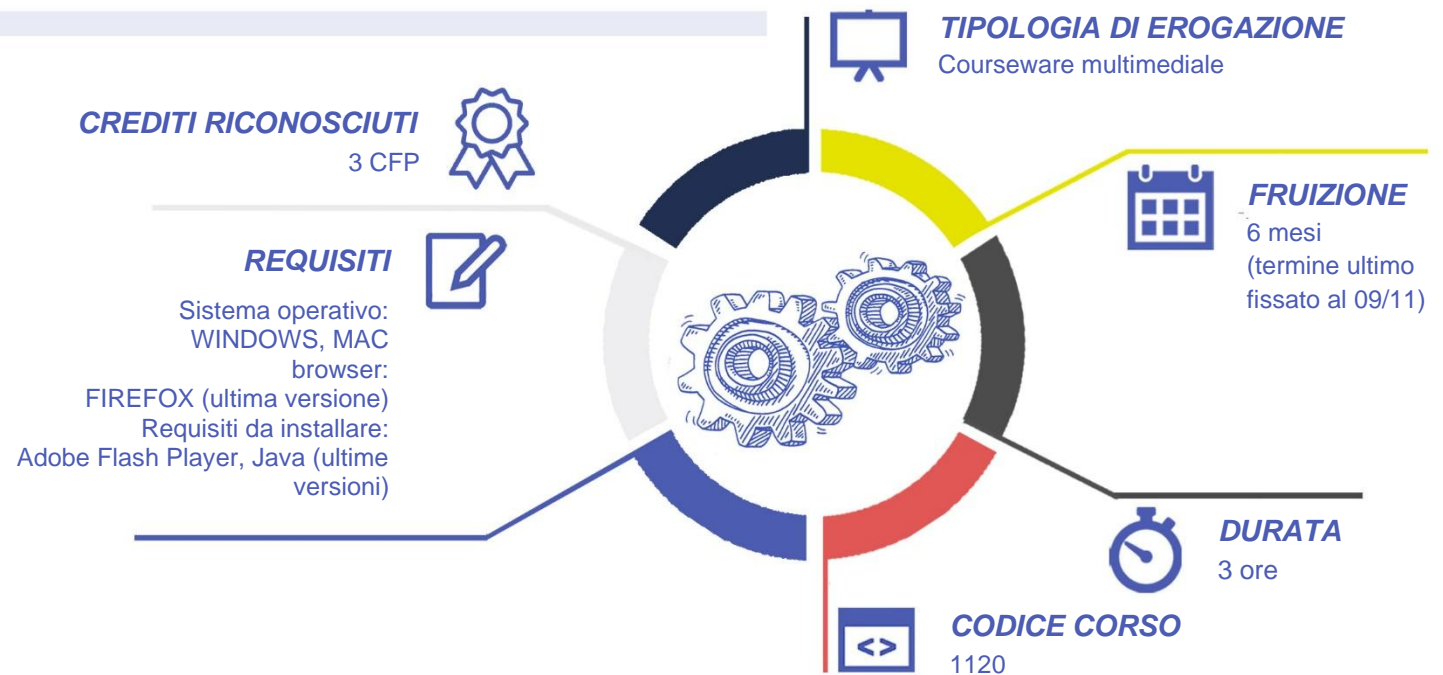 TIPOLOGIA DI EROGAZIONE
Courseware multimediale
CREDITI RICONOSCIUTI
3 CFP
FRUIZIONE
6 mesi
(termine ultimo
fissato al 09/11)
REQUISITI
Sistema operativo:
WINDOWS, MAC
browser:
FIREFOX (ultima versione)
Requisiti da installare:
Adobe Flash Player, Java (ultime
versioni)
DURATA
3 ore
<>
CODICE CORSO
1120